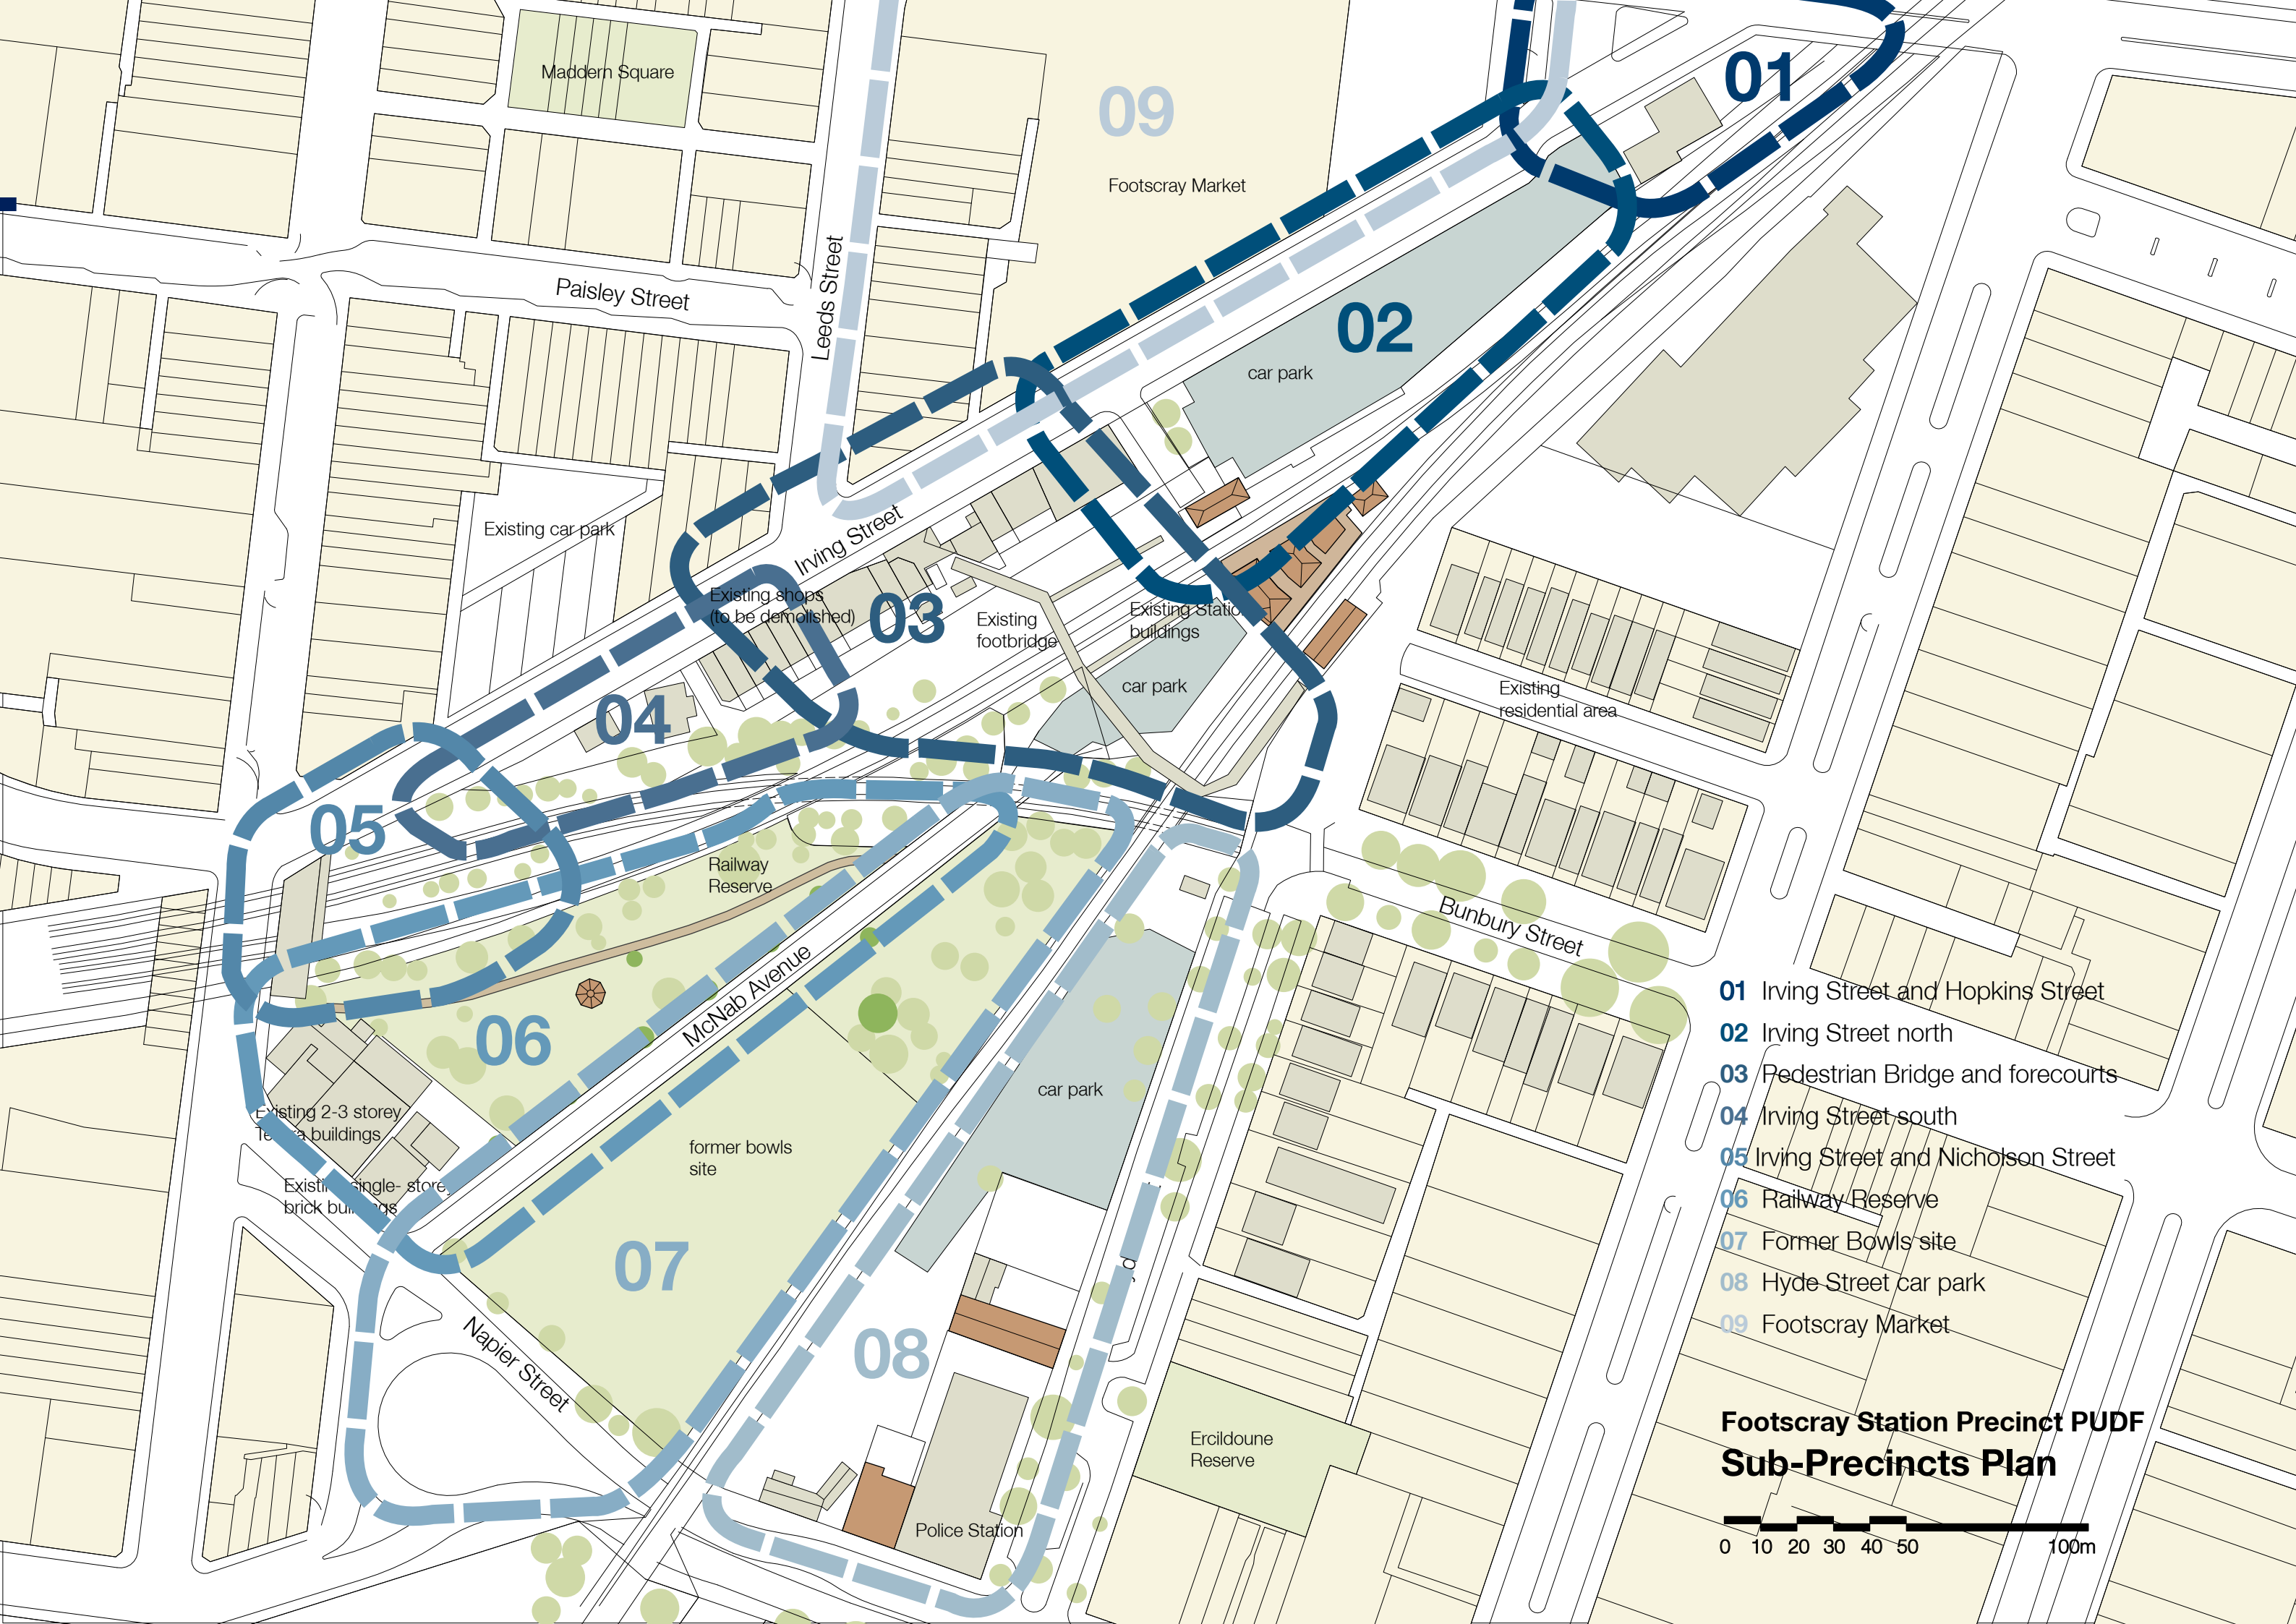 Maddern Square
01
09
Footscray Market
Leeds Street
Paisley Street
02
car park
Existing car park
Irving Street
Existing shops
(to be demolished)
03
Existing
footbridge
Existing
buildings
car park
Existing
residential area
04
05
Railway
Reserve
Bunbury Street
McNab Avenue
06
car park
Existing 2-3 storey
buildings
former bowls
site
single- storey
brick
07
Napier Street
08
Ercildoune
Reserve
Police Station
01 Irving Street and Hopkins Street
02 Irving Street north
03 Pedestrian Bridge and forecourts
04 Irving Street south
05 Irving Street and Nicholson Street
06 Railway Reserve
07 Former Bowls site
08 Hyde Street car park
09 Footscray Market
Footscray Station Precinct PUDF
Sub-Precincts Plan
0 10 20 30 40 50 100m